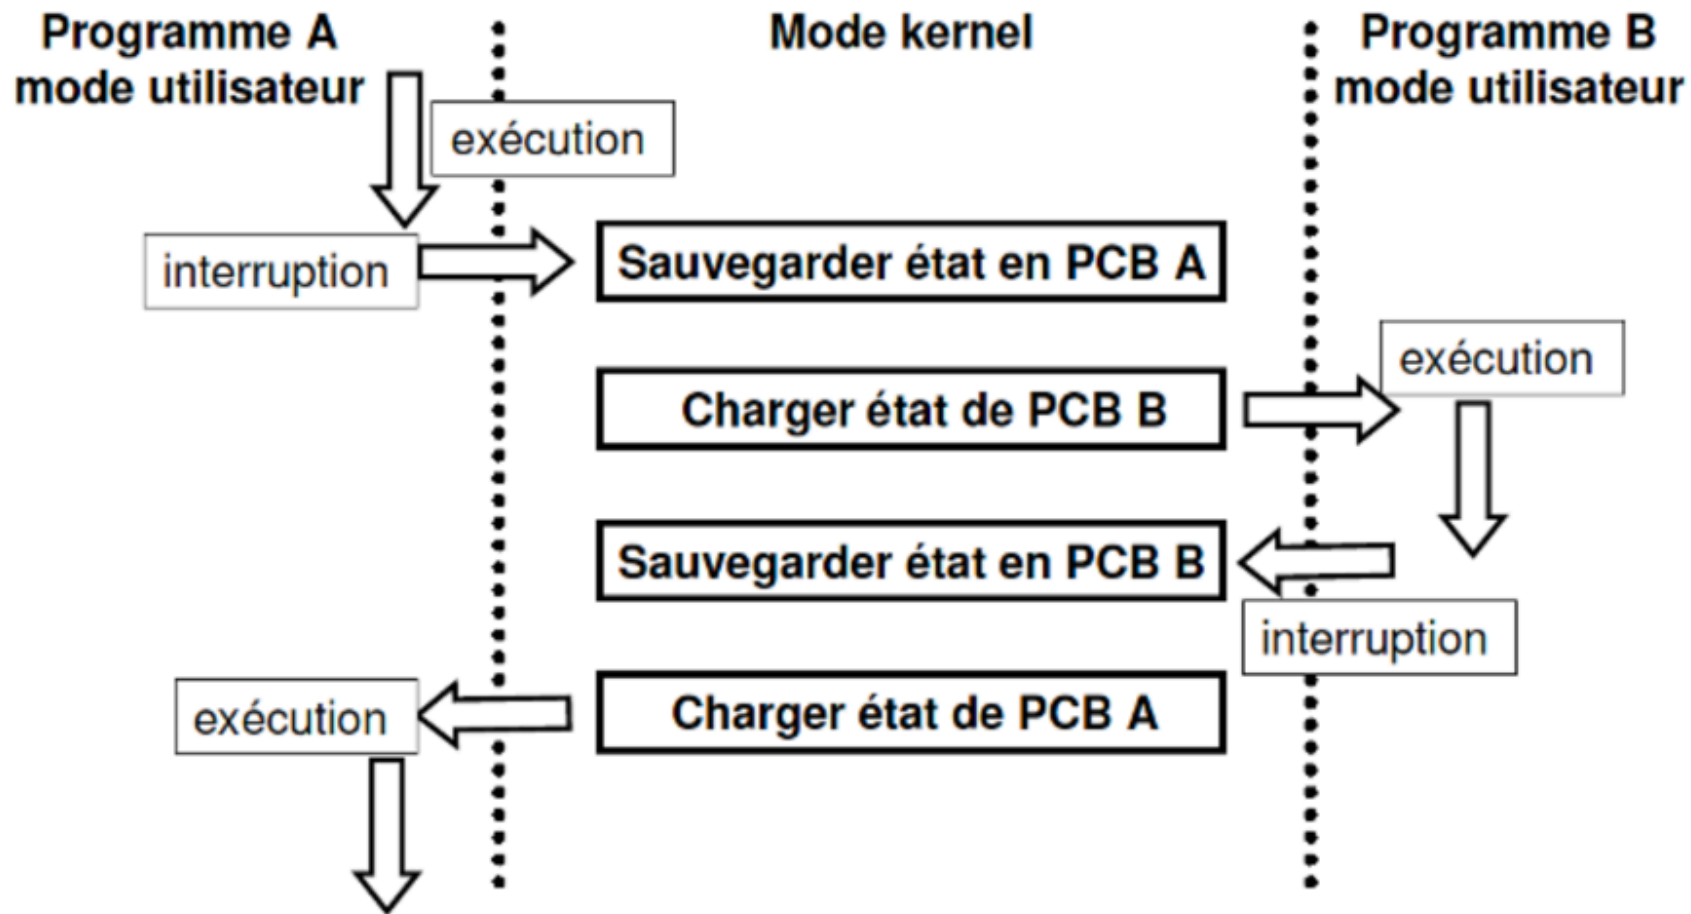 Programme A
mode utilisateur
Mode kernel
Programme B
mode utilisateur
exécution
interruption
Sauvegarder état en PCB A
exécution
Charger état de PCB B
Sauvegarder état en PCB B
interruption
Charger état de PCB A
exécution